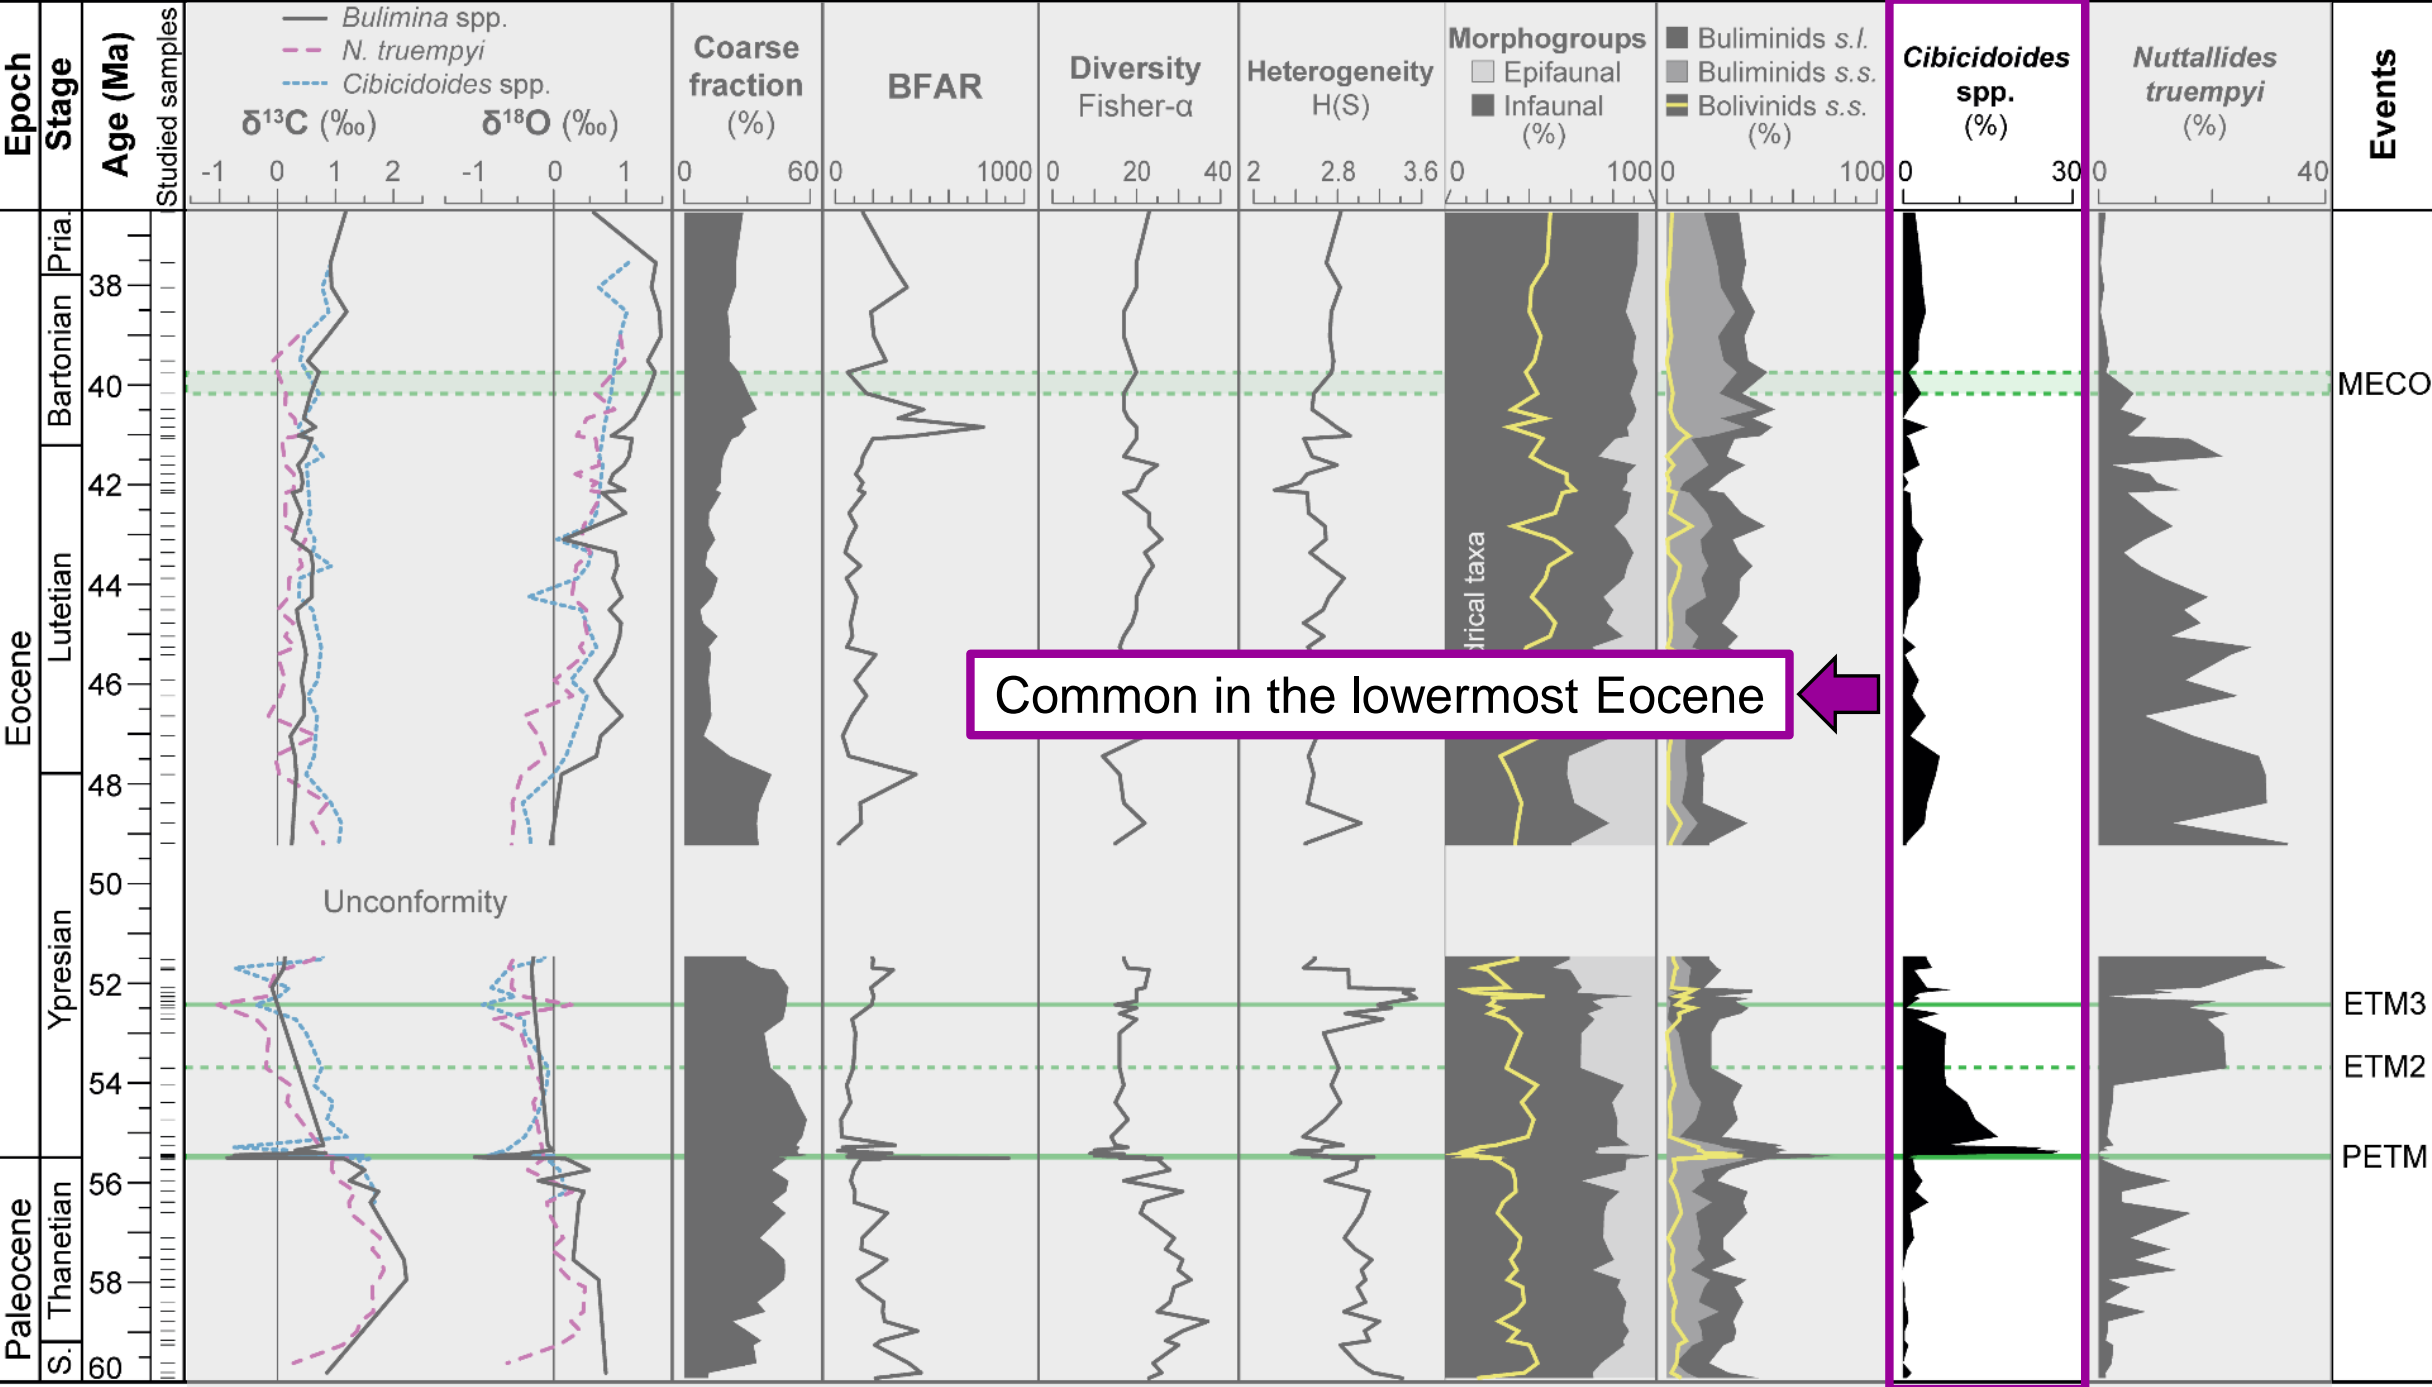 Epoch
Stage
Age (Ma)
Studied samples
Bulimina spp.
N. truempyi
Cibicidoides spp.
δ¹³C (‰)
δ¹⁸O (‰)
-1 0 1 2
-1 0 1
Coarse
fraction
(%)
0 60
BFAR
0 1000
Diversity
Fisher-α
0 20 40
Heterogeneity
H(S)
2 2.8 3.6
Morphogroups
Epifaunal
Infaunal
(%)
0 100
Buliminids s.l.
Buliminids s.s.
Bolivinids s.s.
(%)
0 100
Cibicidoides
spp.
(%)
0 30
Nuttallides
truempyi
(%)
0 40
Events
Eocene
Paleocene
Pria.
Bartonian
Lutetian
Ypresian
Thanetian
S.
38
40
42
44
46
48
50
52
54
56
58
60
drical taxa
Common in the lowermost Eocene
Unconformity
MECO
ETM3
ETM2
PETM